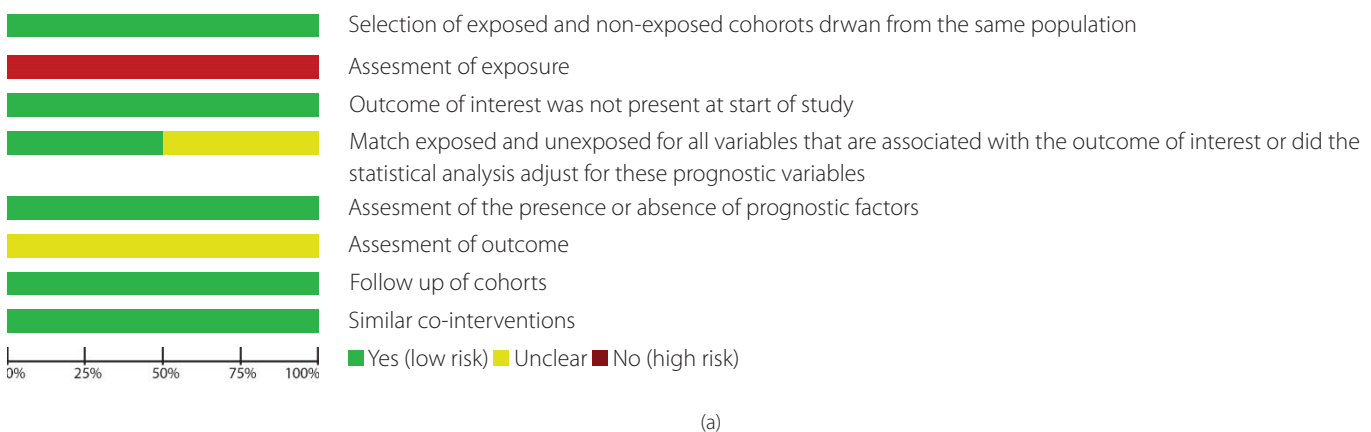 Selection of exposed and non-exposed cohorots drwan from the same population
Assesment of exposure
Outcome of interest was not present at start of study
Match exposed and unexposed for all variables that are associated with the outcome of interest or did the
statistical analysis adjust for these prognostic variables
Assesment of the presence or absence of prognostic factors
Assesment of outcome
Follow up of cohorts
Similar co-interventions
Yes (low risk) Unclear No (high risk)
0% 25% 50% 75% 100%
(a)